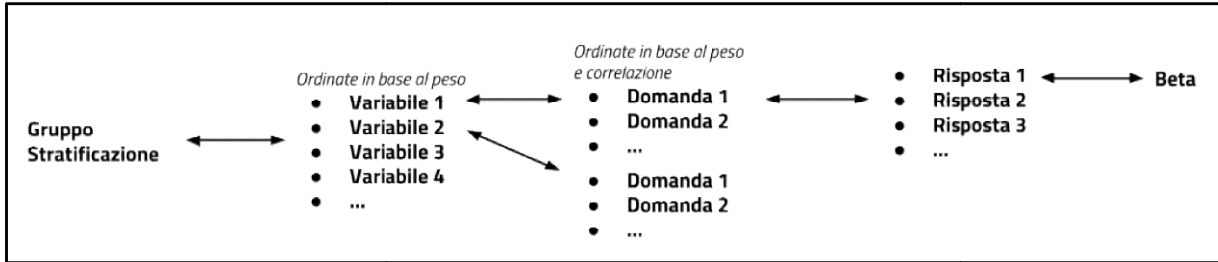 Gruppo
Stratificazione
Ordinate in base al peso
• Variabile 1
• Variabile 2
• Variabile 3
• Variabile 4
• ...
Ordinate in base al peso
e correlazione
• Domanda 1
• Domanda 2
• ...
• Domanda 1
• Domanda 2
• ...
• Risposta 1
• Risposta 2
• Risposta 3
• ...
Beta